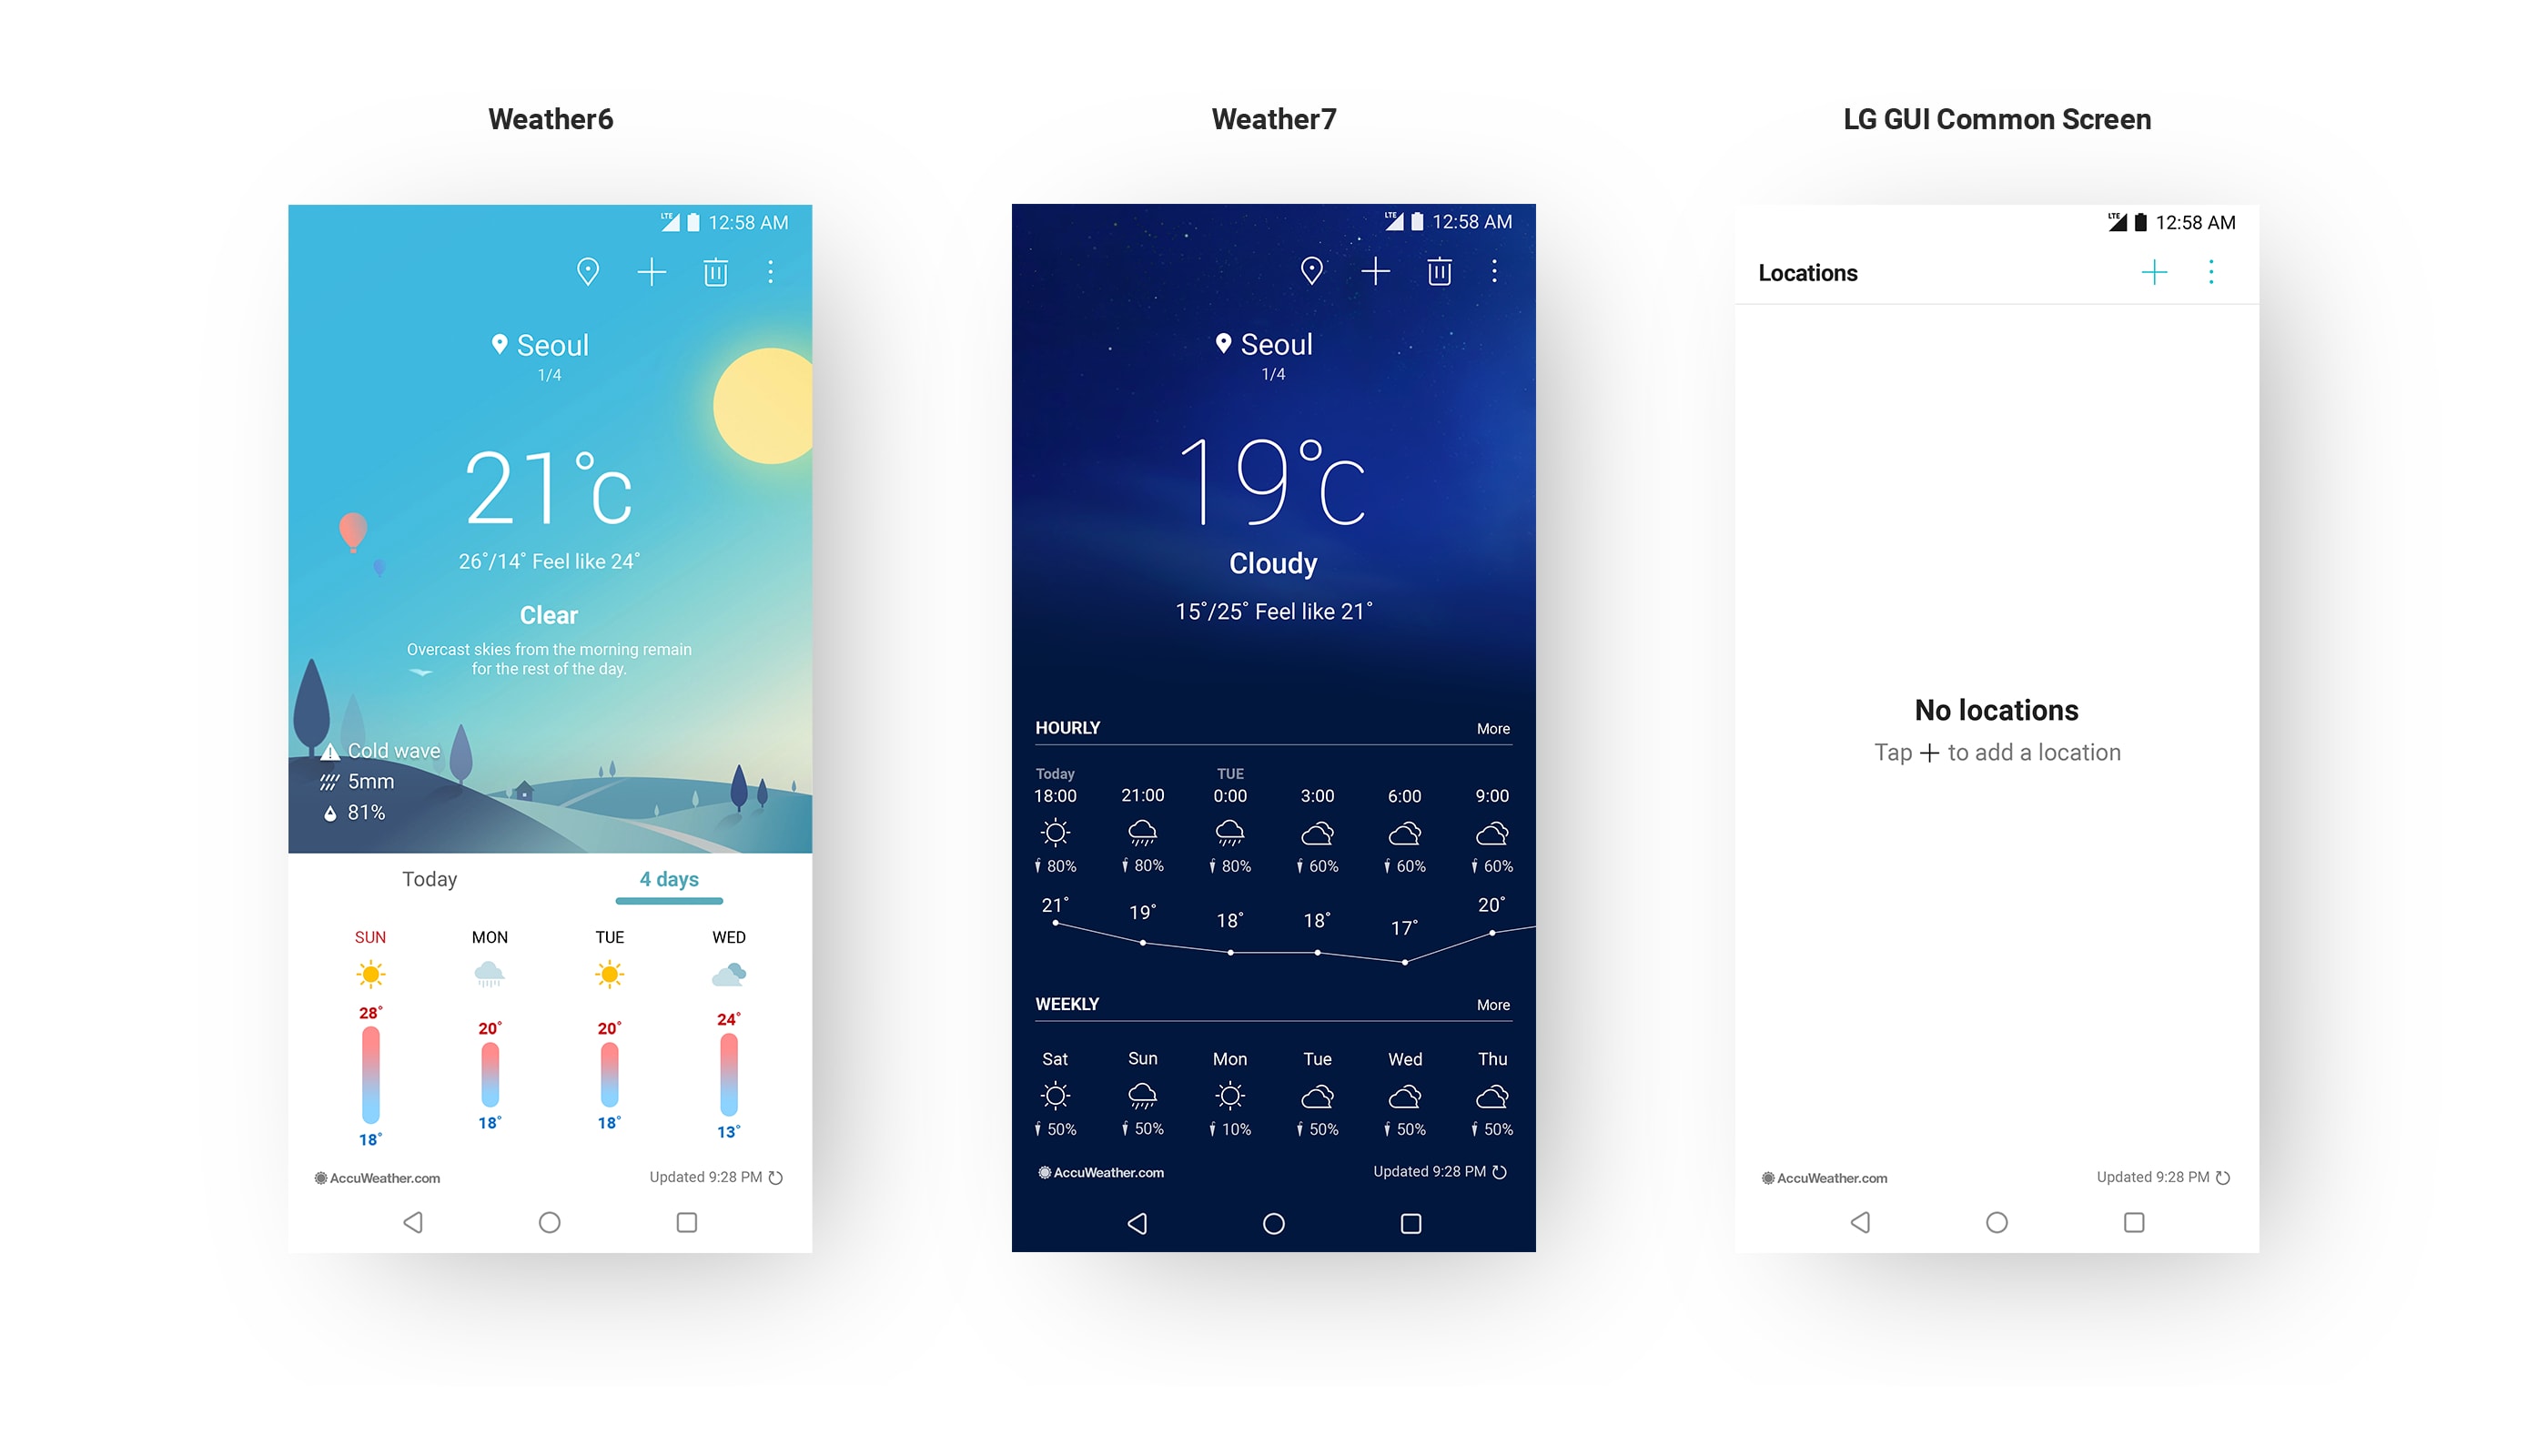 Weather6
LTE 12:58 AM
Seoul
1/4
21°c
26°/14° Feel like 24°
Clear
Overcast skies from the morning remain
for the rest of the day.
Cold wave
5mm
81%
Today 4 days
SUN MON TUE WED
28° 20° 20° 24°
18° 18° 18° 13°
AccuWeather.com Updated 9:28 PM
Weather7
LTE 12:58 AM
Seoul
1/4
19°c
Cloudy
15°/25° Feel like 21°
HOURLY More
Today TUE
18:00 21:00 0:00 3:00 6:00 9:00
80% 80% 80% 60% 60% 60%
21° 19° 18° 18° 17° 20°
WEEKLY More
Sat Sun Mon Tue Wed Thu
50% 50% 10% 50% 50% 50%
AccuWeather.com Updated 9:28 PM
LG GUI Common Screen
LTE 12:58 AM
Locations
No locations
Tap + to add a location
AccuWeather.com Updated 9:28 PM